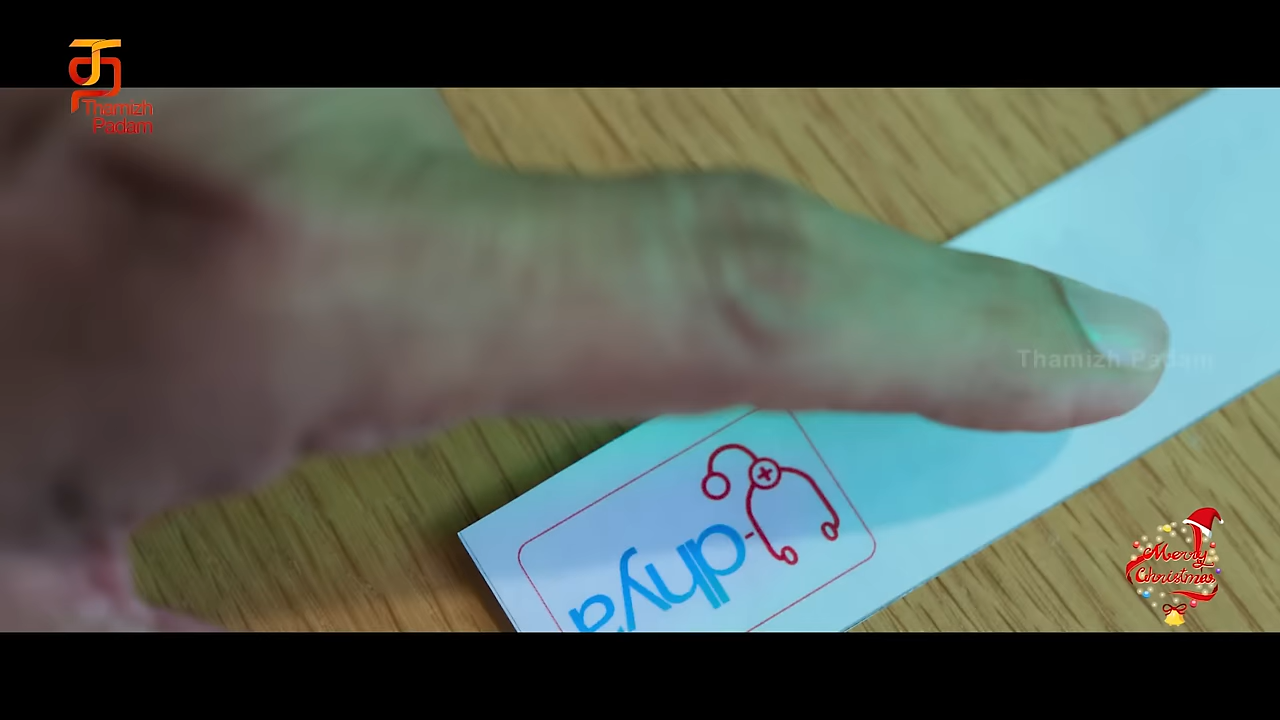 த
Thamizh
Padam
Thamizh Padam
dhya
Merry
Christmas